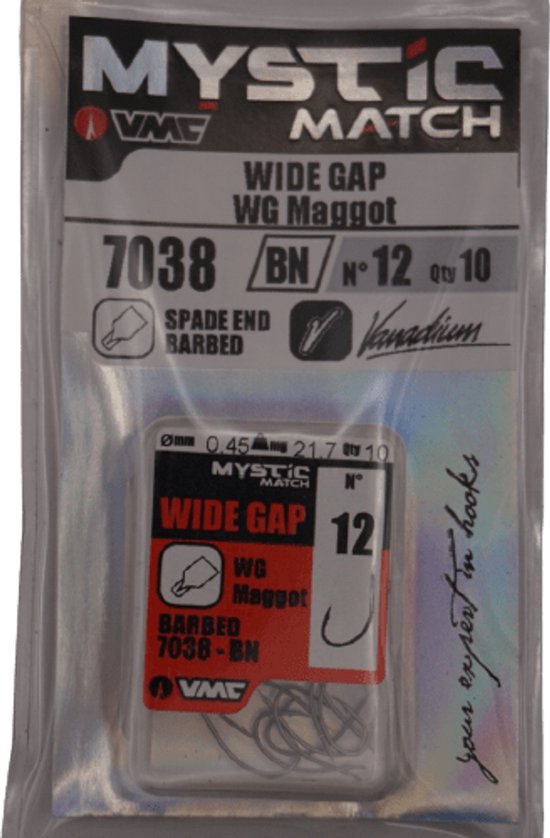 MYSTIC
MATCH
VMC
WIDE GAP
WG Maggot
7038 BN N° 12 Qty 10
SPADE END
BARBED
Vanadium
Ømm 0.45 mg 21.7 Qty 10
MYSTIC
MATCH
N°
WIDE GAP
12
WG
Maggot
BARBED
7038 - BN
VMC
your expert in hooks